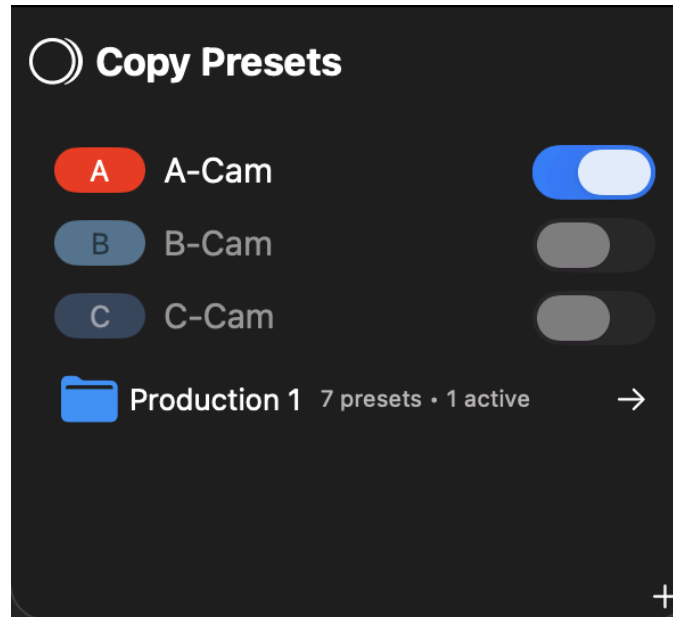 Copy Presets
A A-Cam
B B-Cam
C C-Cam
Production 1 7 presets • 1 active